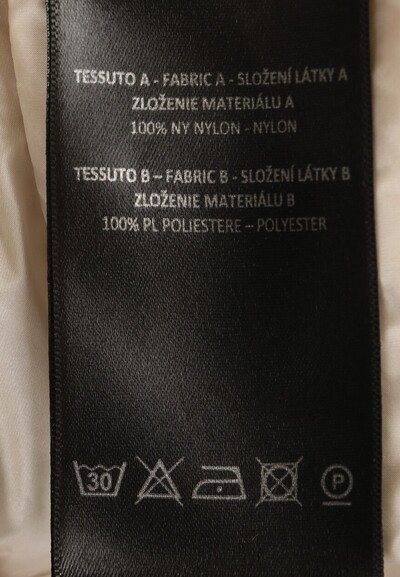 TESSUTO A - FABRIC A - SLOŽENÍ LÁTKY A
ZLOŽENIE MATERIÁLU A
100% NY NYLON - NYLON
TESSUTO B – FABRIC B - SLOŽENÍ LÁTKY B
ZLOŽENIE MATERIÁLU B
100% PL POLIESTERE – POLYESTER
30 P